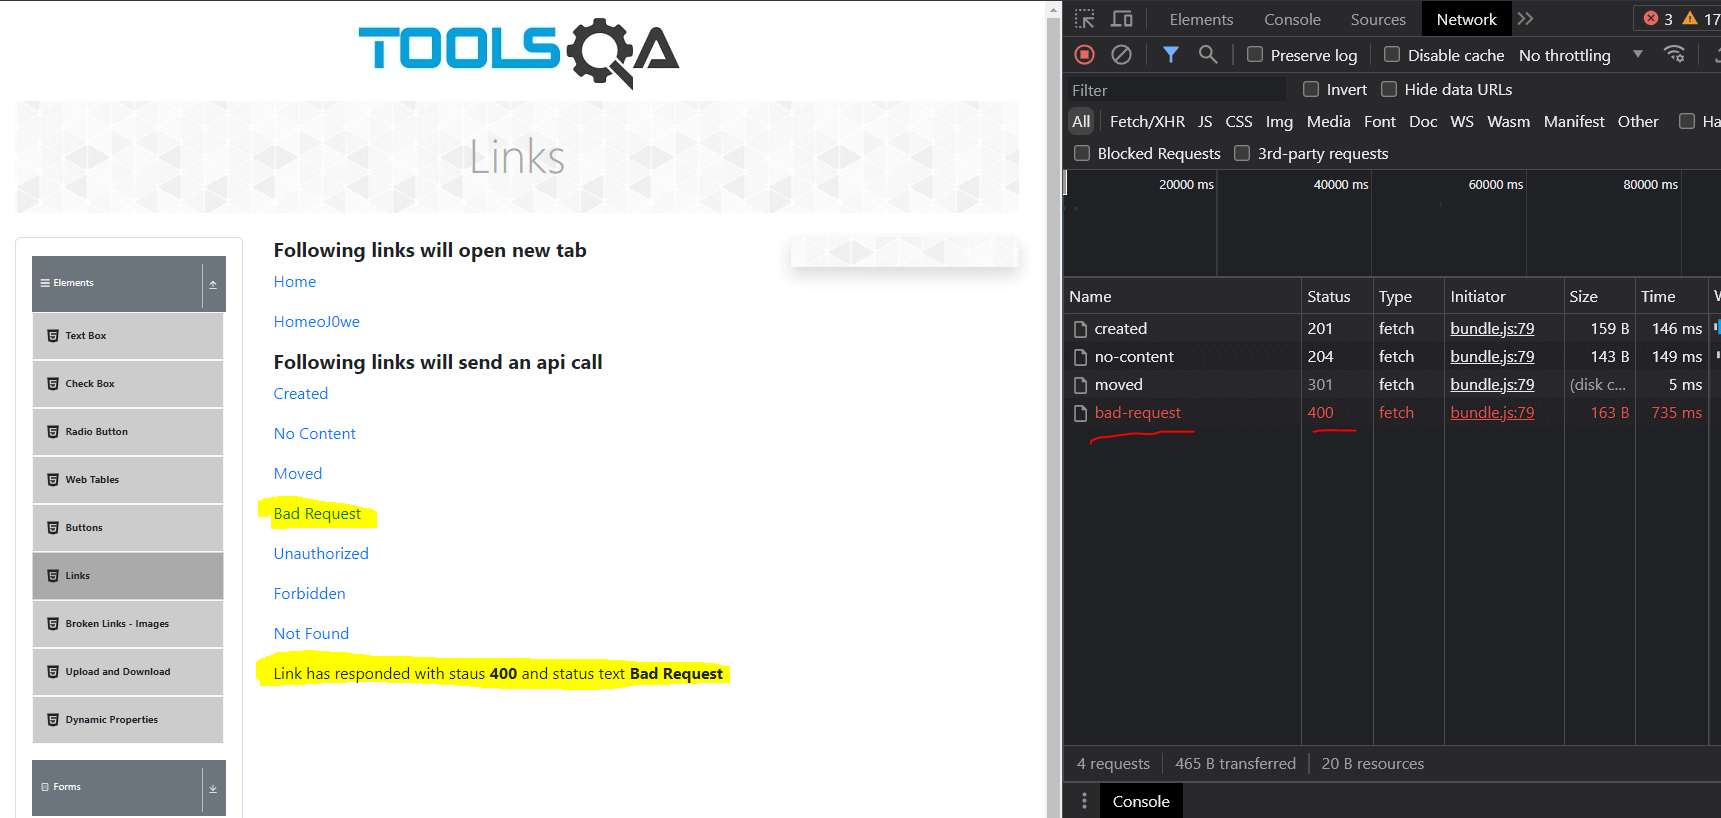 TOOLSQA
Links
Elements
Text Box
Check Box
Radio Button
Web Tables
Buttons
Links
Broken Links - Images
Upload and Download
Dynamic Properties
Forms
Following links will open new tab
Home
HomeoJ0we
Following links will send an api call
Created
No Content
Moved
Bad Request
Unauthorized
Forbidden
Not Found
Link has responded with staus 400 and status text Bad Request
Elements Console Sources Network 3 17
Preserve log Disable cache No throttling
Filter Invert Hide data URLs
All Fetch/XHR JS CSS Img Media Font Doc WS Wasm Manifest Other Ha
Blocked Requests 3rd-party requests
20000 ms 40000 ms 60000 ms 80000 ms
Name Status Type Initiator Size Time
created 201 fetch bundle.js:79 159 B 146 ms
no-content 204 fetch bundle.js:79 143 B 149 ms
moved 301 fetch bundle.js:79 (disk c... 5 ms
bad-request 400 fetch bundle.js:79 163 B 735 ms
4 requests 465 B transferred 20 B resources
Console